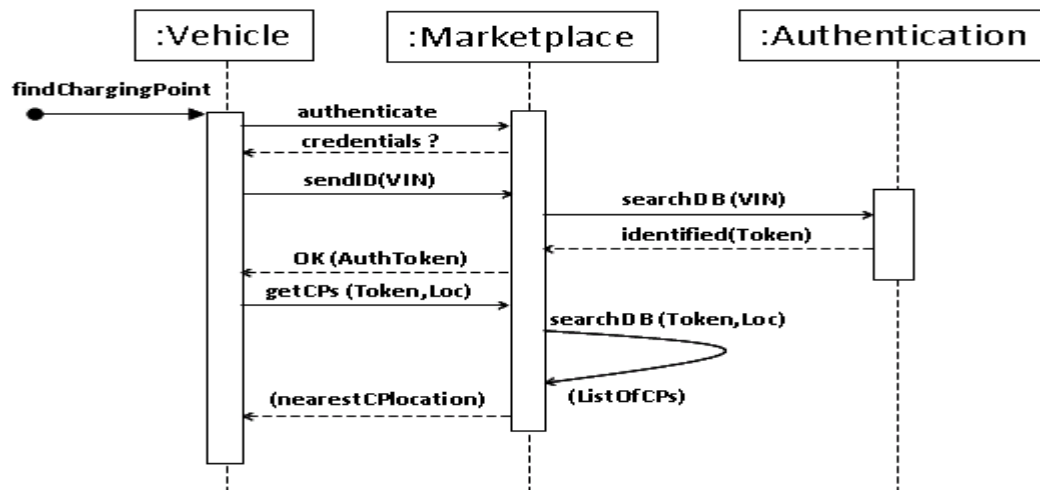 :Vehicle
:Marketplace
:Authentication
findChargingPoint
authenticate
credentials ?
sendID(VIN)
searchDB (VIN)
identified(Token)
OK (AuthToken)
getCPs (Token,Loc)
searchDB (Token,Loc)
(ListOfCPs)
(nearestCPlocation)